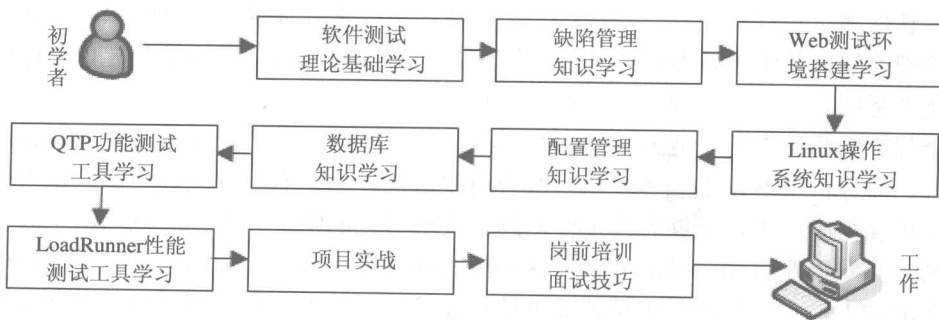 初学者
软件测试
理论基础学习
缺陷管理
知识学习
Web测试环
境搭建学习
QTP功能测试
工具学习
数据库
知识学习
配置管理
知识学习
Linux操作
系统知识学习
LoadRunner性能
测试工具学习
项目实战
岗前培训
面试技巧
工作